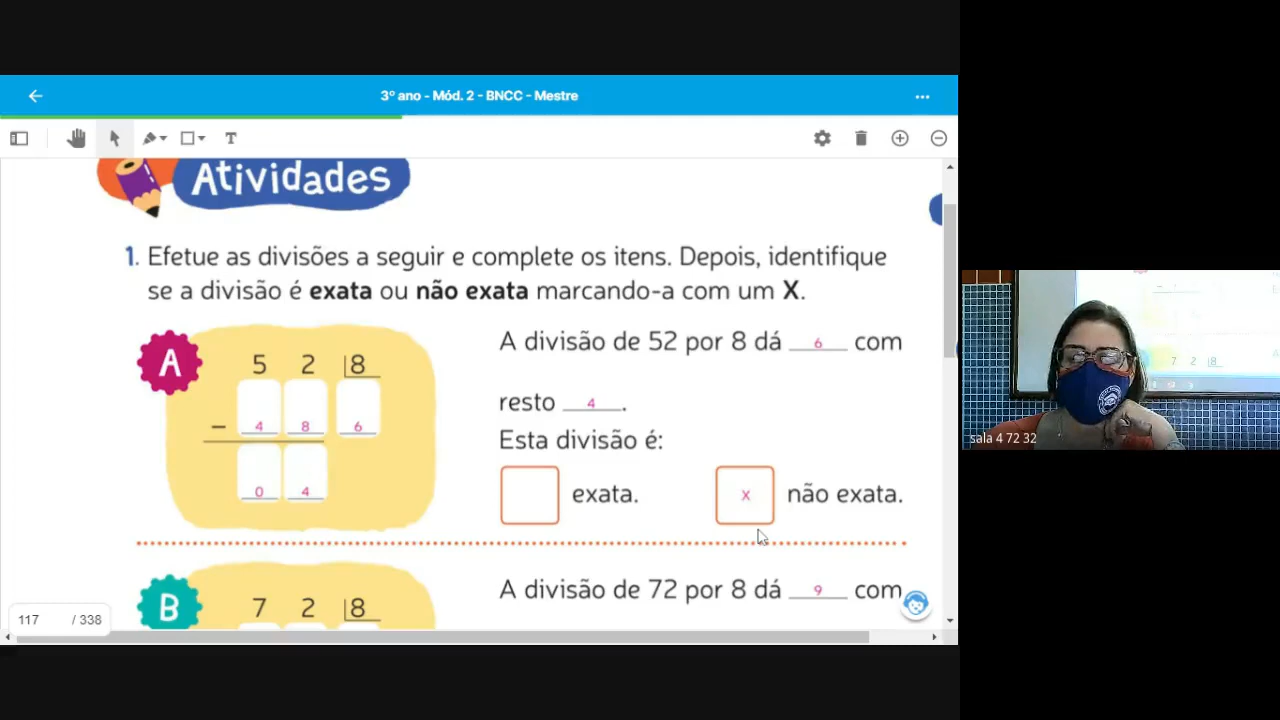 3º ano - Mód. 2 - BNCC - Mestre
T
Atividades
1. Efetue as divisões a seguir e complete os itens. Depois, identifique
se a divisão é exata ou não exata marcando-a com um X.
A
5 2 8
- 4 8 6
0 4
A divisão de 52 por 8 dá 6 com
resto 4.
Esta divisão é:
exata. x não exata.
B
7 2 8
A divisão de 72 por 8 dá 9 com
117 / 338
7 2 8
sala 4 72 32